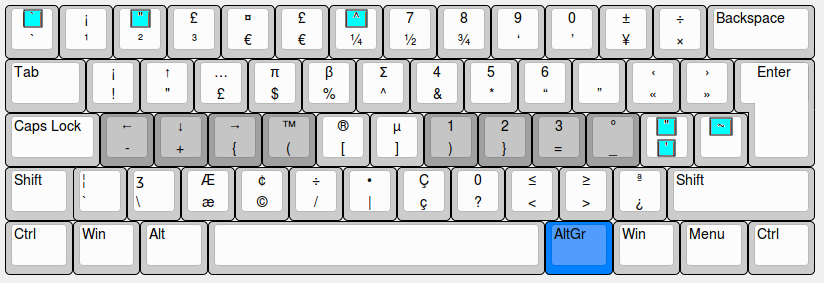 ` ¡ " £ ¤ £ ^ 7 8 9 0 ± ÷ Backspace
` ¹ ² ³ € € ¼ ½ ¾ ‘ ’ ¥ ×
Tab ¡ ↑ … π β Σ 4 5 6 ‹ › Enter
! " £ $ % ^ & * “ ” « »
Caps Lock ← ↓ → ™ ® µ 1 2 3 ° " ~
- + { ( [ ] ) } = _ '
Shift ¦ ʒ Æ ¢ ÷ • Ç 0 ≤ ≥ ª Shift
` \ æ © / | ç ? < > ¿
Ctrl Win Alt AltGr Win Menu Ctrl